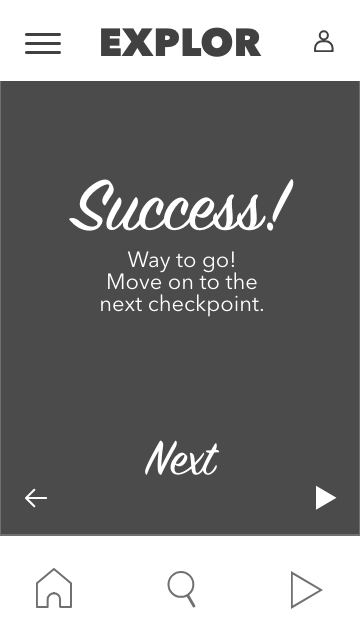 EXPLOR
Success!
Way to go!
Move on to the
next checkpoint.
Next